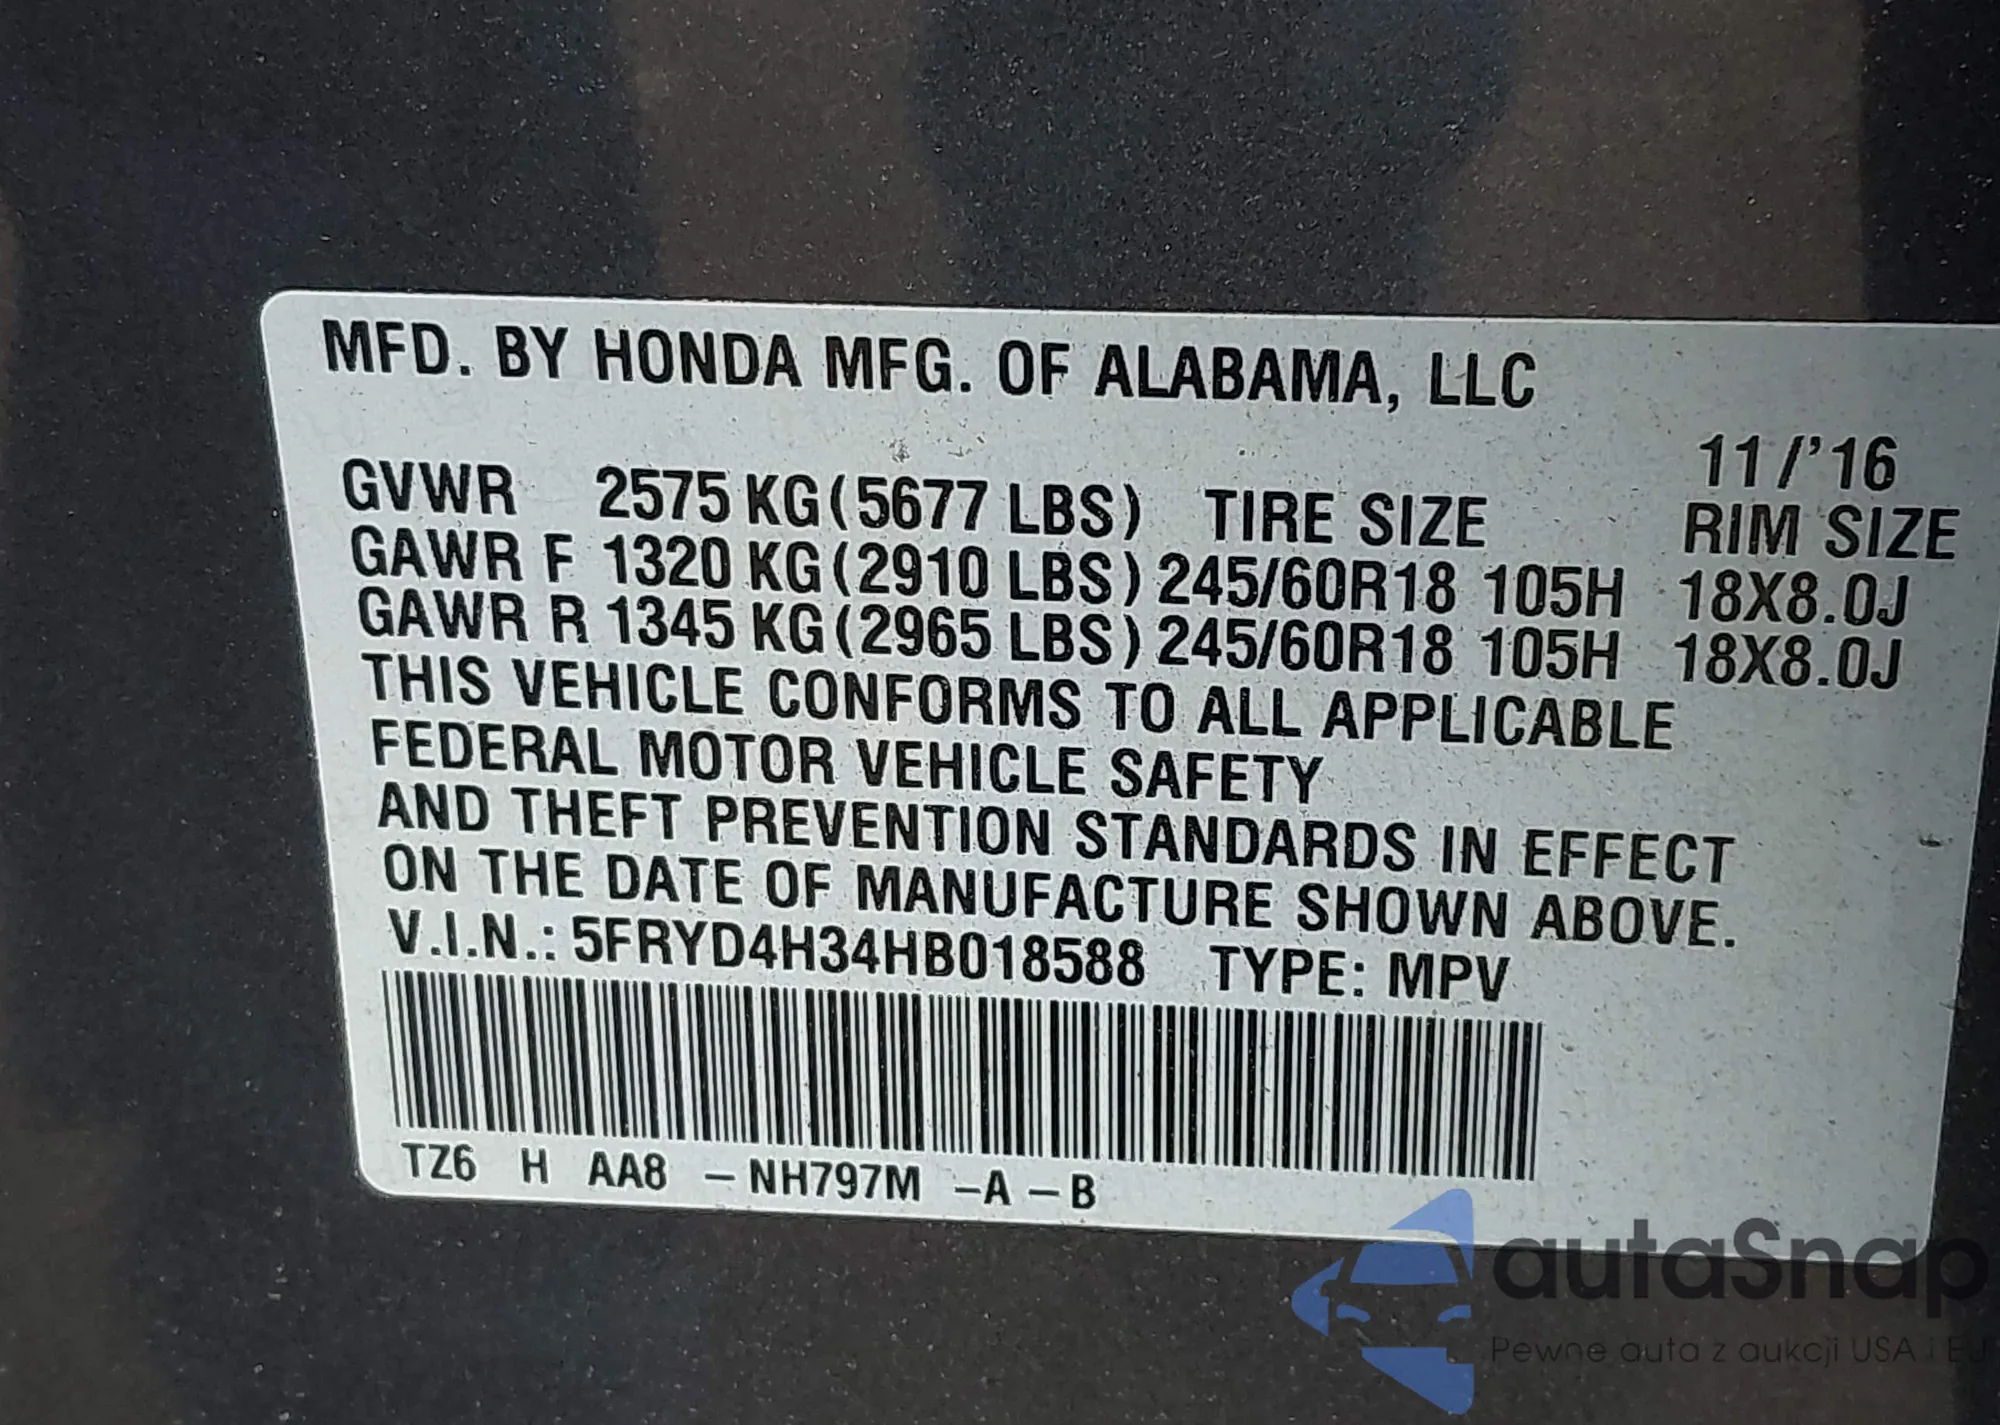 MFD. BY HONDA MFG. OF ALABAMA, LLC
11/'16
GVWR 2575 KG (5677 LBS) TIRE SIZE RIM SIZE
GAWR F 1320 KG (2910 LBS) 245/60R18 105H 18X8.0J
GAWR R 1345 KG (2965 LBS) 245/60R18 105H 18X8.0J
THIS VEHICLE CONFORMS TO ALL APPLICABLE
FEDERAL MOTOR VEHICLE SAFETY
AND THEFT PREVENTION STANDARDS IN EFFECT
ON THE DATE OF MANUFACTURE SHOWN ABOVE.
V.I.N.: 5FRYD4H34HB018588 TYPE: MPV
TZ6 H AA8 – NH797M – A – B
autaSnap
Pewne auta z aukcji USA i EU